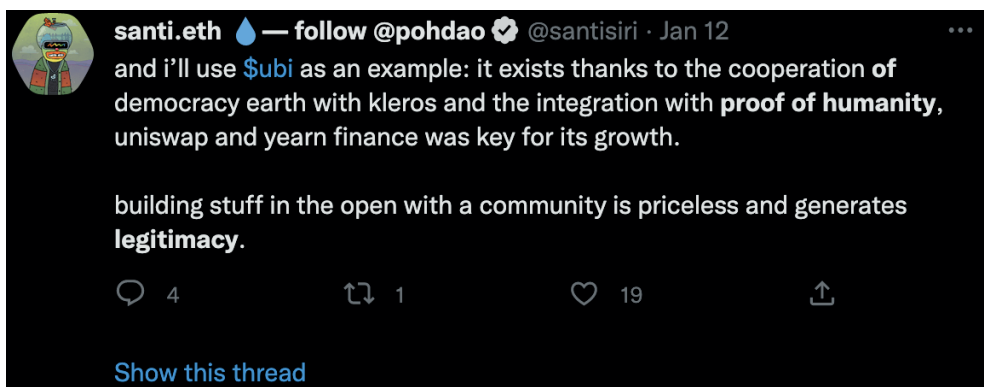 santi.eth 💧— follow @pohdao @santisiri · Jan 12
and i’ll use $ubi as an example: it exists thanks to the cooperation of
democracy earth with kleros and the integration with proof of humanity,
uniswap and yearn finance was key for its growth.
building stuff in the open with a community is priceless and generates
legitimacy.
4 1 19
Show this thread